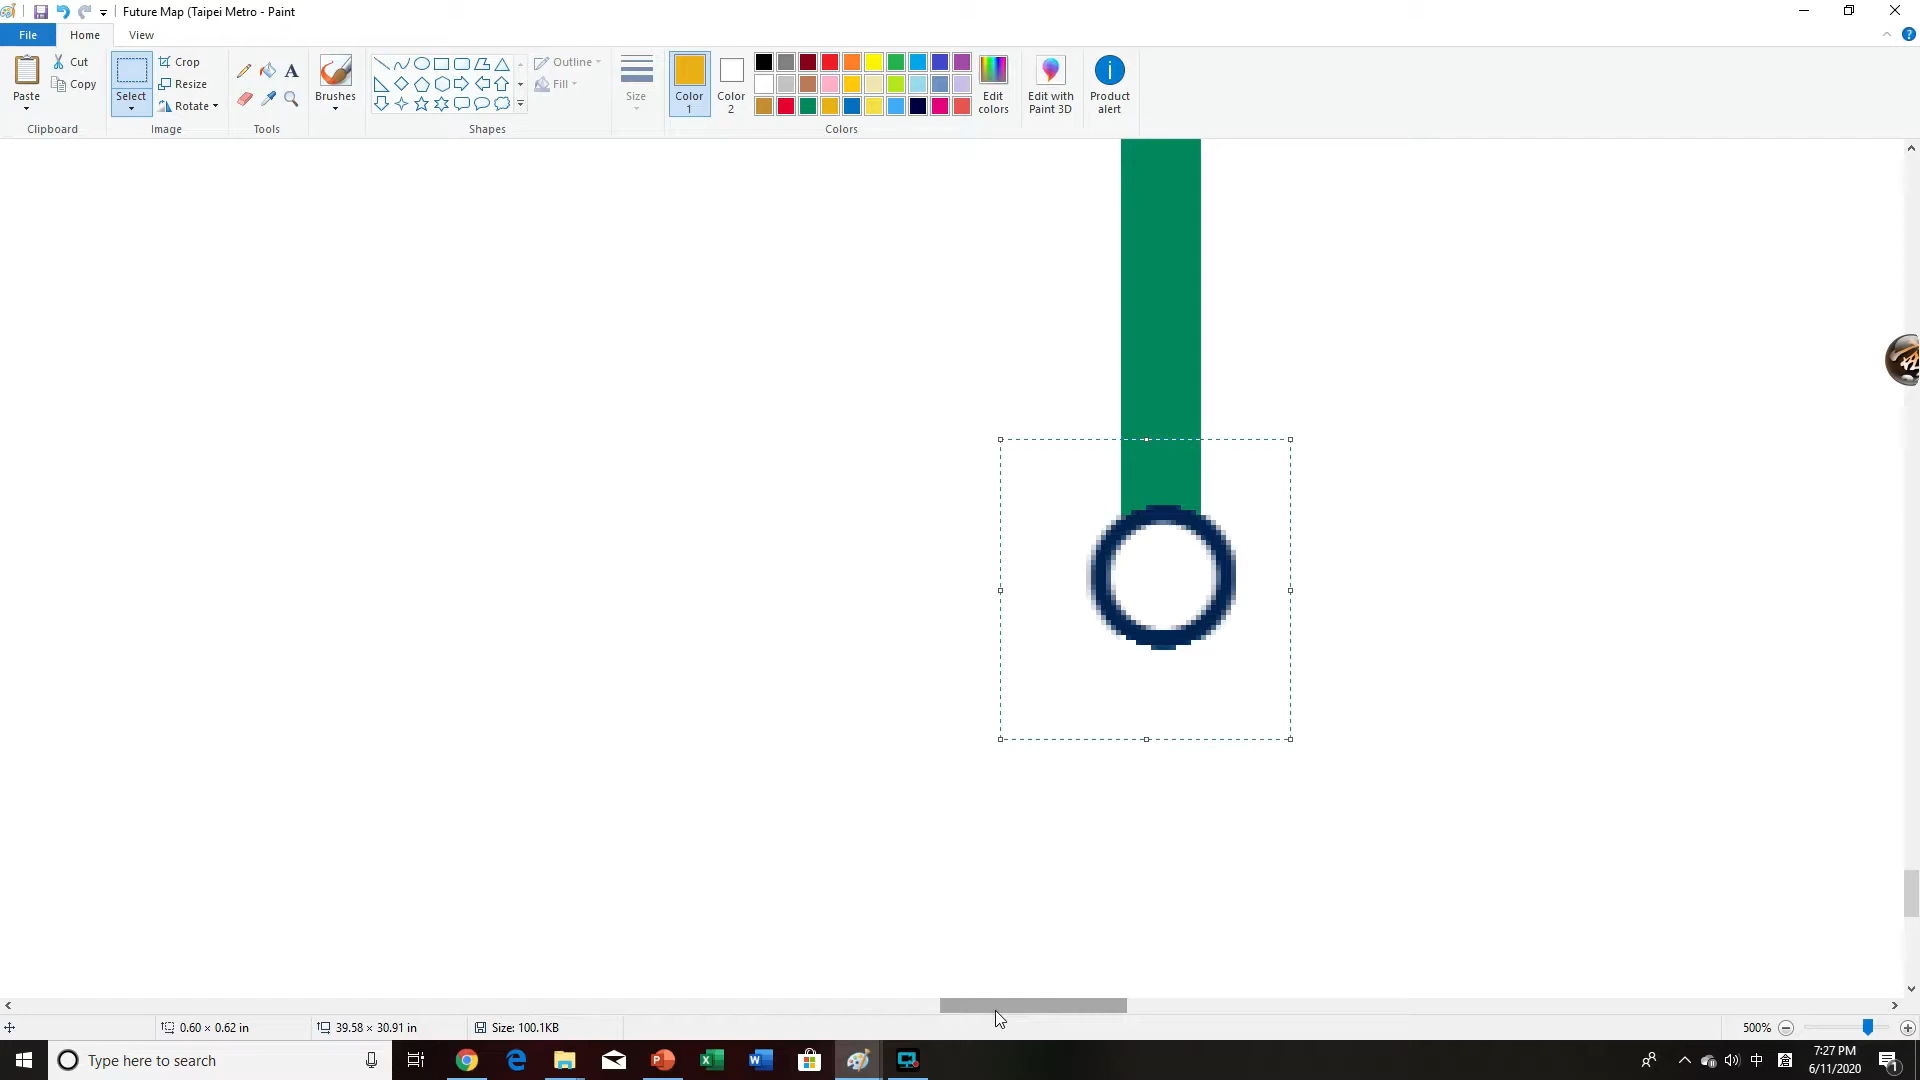 Future Map (Taipei Metro - Paint
File
Home
View
Paste
Cut
Copy
Clipboard
Select
Crop
Resize
Rotate
Image
Tools
Brushes
Shapes
Outline
Fill
Size
Color 1
Color 2
Edit colors
Colors
Edit with Paint 3D
Product alert
0.60 × 0.62 in
39.58 × 30.91 in
Size: 100.1KB
500%
Type here to search
中
7:27 PM
6/11/2020
1